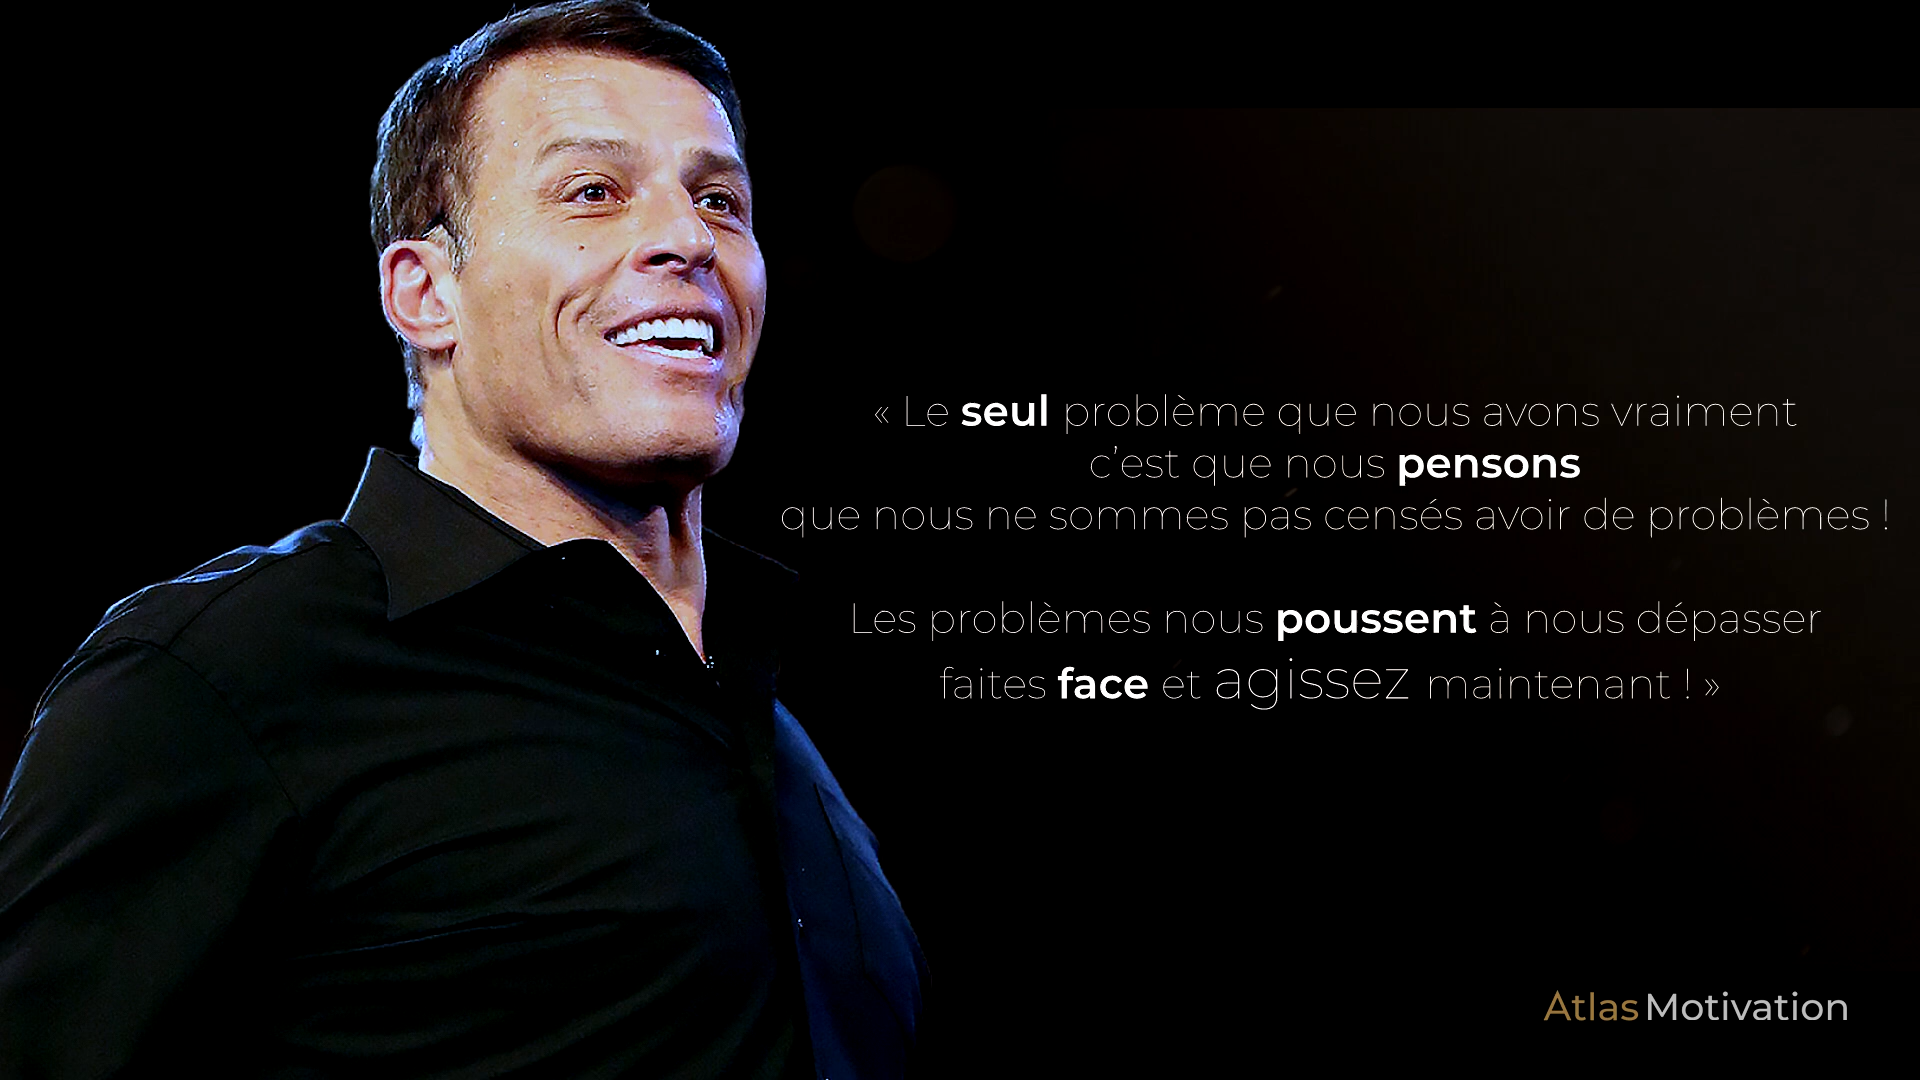 « Le seul problème que nous avons vraiment
c’est que nous pensons
que nous ne sommes pas censés avoir de problèmes !
Les problèmes nous poussent à nous dépasser
faites face et agissez maintenant ! »
Atlas Motivation